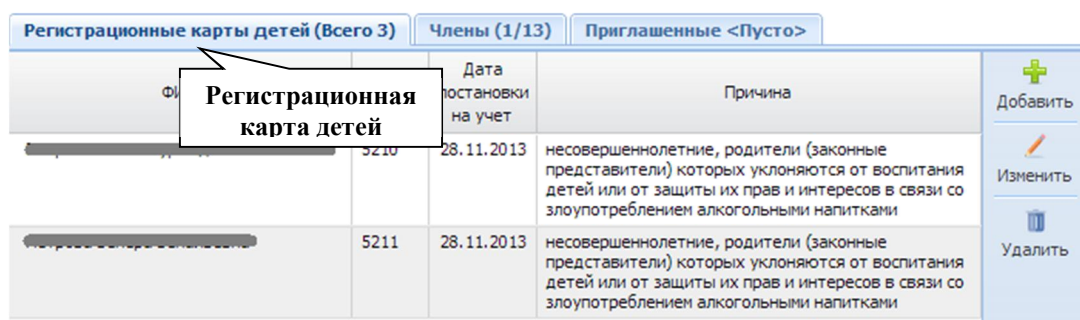 Регистрационные карты детей (Всего 3)
Члены (1/13)
Приглашенные <Пусто>
Дата
постановки
на учет
Причина
Добавить
Регистрационная
карта детей
5210
28.11.2013
несовершеннолетние, родители (законные
представители) которых уклоняются от воспитания
детей или от защиты их прав и интересов в связи со
злоупотреблением алкогольными напитками
Изменить
5211
28.11.2013
несовершеннолетние, родители (законные
представители) которых уклоняются от воспитания
детей или от защиты их прав и интересов в связи со
злоупотреблением алкогольными напитками
Удалить